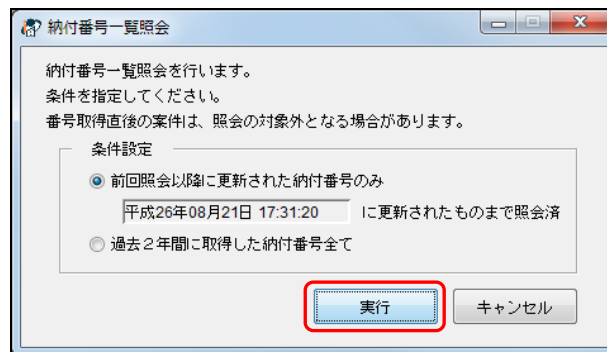 納付番号一覧照会
納付番号一覧照会を行います。
条件を指定してください。
番号取得直後の案件は、照会の対象外となる場合があります。
条件設定
前回照会以降に更新された納付番号のみ
平成26年08月21日 17:31:20 に更新されたものまで照会済
過去２年間に取得した納付番号全て
実行 キャンセル